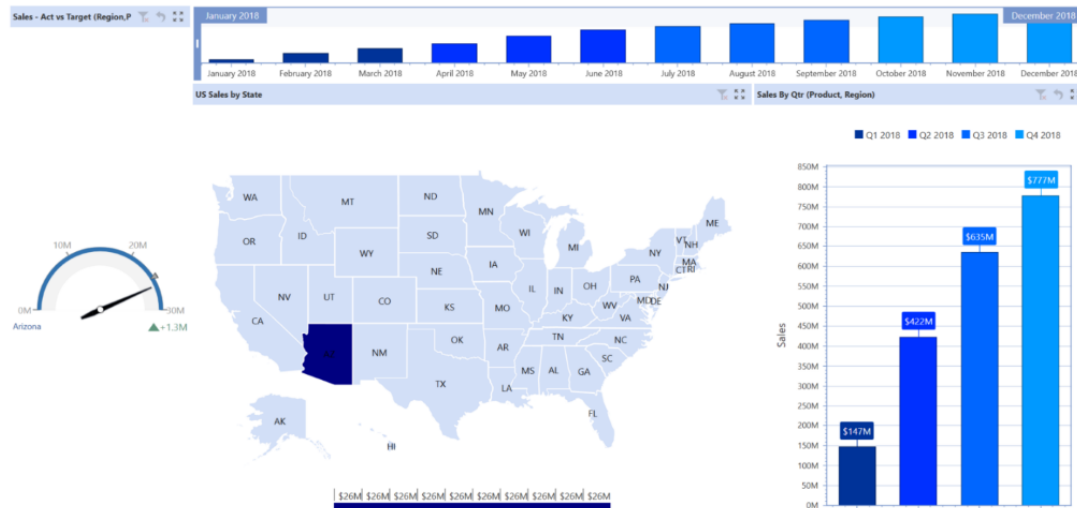 Sales - Act vs Target (Region,P
January 2018
December 2018
January 2018 February 2018 March 2018 April 2018 May 2018 June 2018 July 2018 August 2018 September 2018 October 2018 November 2018 December 2018
US Sales by State
Sales By Qtr (Product, Region)
Q1 2018 Q2 2018 Q3 2018 Q4 2018
0M
10M
20M
30M
Arizona
+1.3M
WA
OR
CA
NV
ID
MT
WY
UT
AZ
CO
NM
ND
SD
NE
KS
OK
TX
MN
IA
MO
AR
LA
WI
IL
MI
IN
OH
KY
TN
MS
AL
GA
FL
SC
NC
VA
WV
PA
NY
VT
NH
ME
MA
CT
RI
NJ
MD
DE
AK
HI
$26M $26M $26M $26M $26M $26M $26M $26M $26M $26M
Sales
850M
800M
750M
700M
650M
600M
550M
500M
450M
400M
350M
300M
250M
200M
150M
100M
50M
0M
$147M
$422M
$635M
$777M